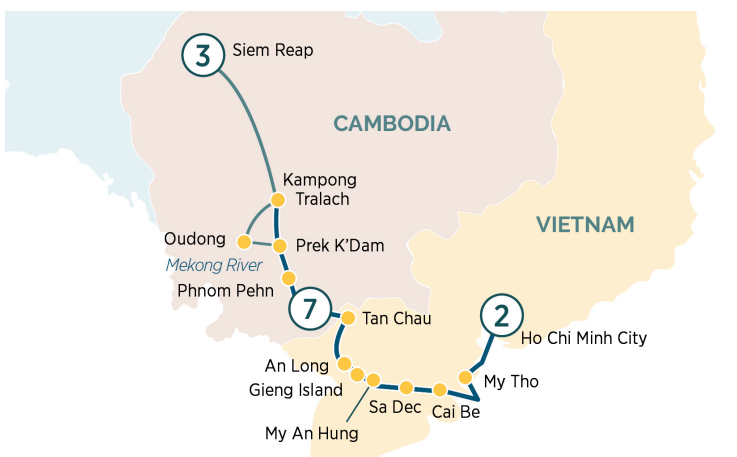 3
Siem Reap
CAMBODIA
Kampong
Tralach
VIETNAM
Oudong
Prek K'Dam
Mekong River
Phnom Pehn
7
2
Tan Chau
Ho Chi Minh City
An Long
My Tho
Gieng Island
Sa Dec
Cai Be
My An Hung